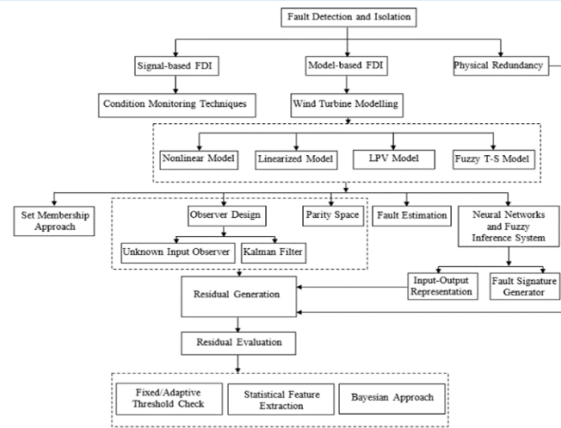 Fault Detection and Isolation
Signal-based FDI
Model-based FDI
Physical Redundancy
Condition Monitoring Techniques
Wind Turbine Modelling
Nonlinear Model
Linearized Model
LPV Model
Fuzzy T-S Model
Set Membership
Approach
Observer Design
Parity Space
Fault Estimation
Neural Networks
and Fuzzy
Inference System
Unknown Input Observer
Kalman Filter
Input-Output
Representation
Fault Signature
Generator
Residual Generation
Residual Evaluation
Fixed/Adaptive
Threshold Check
Statistical Feature
Extraction
Bayesian Approach